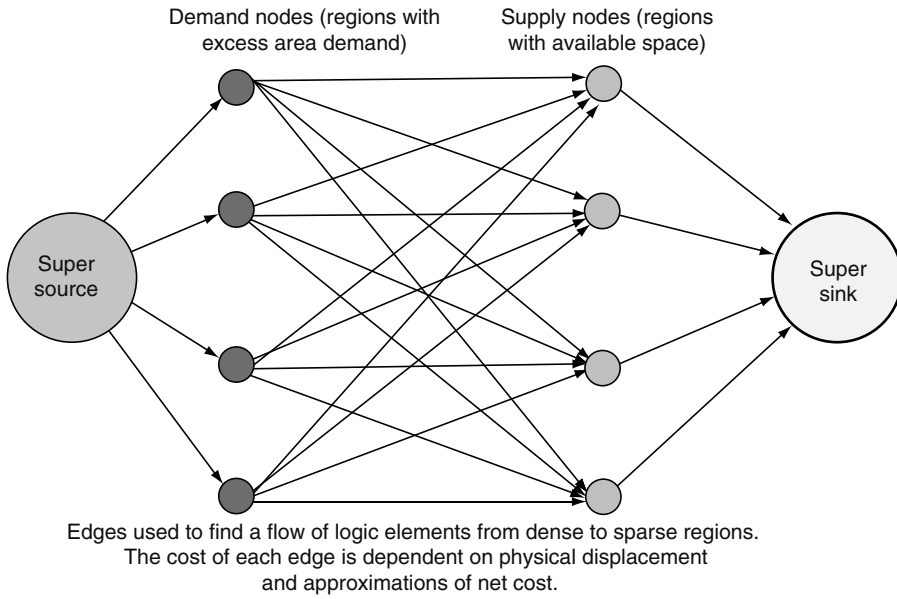 Demand nodes (regions with
excess area demand)
Supply nodes (regions
with available space)
Super
source
Super
sink
Edges used to find a flow of logic elements from dense to sparse regions.
The cost of each edge is dependent on physical displacement
and approximations of net cost.